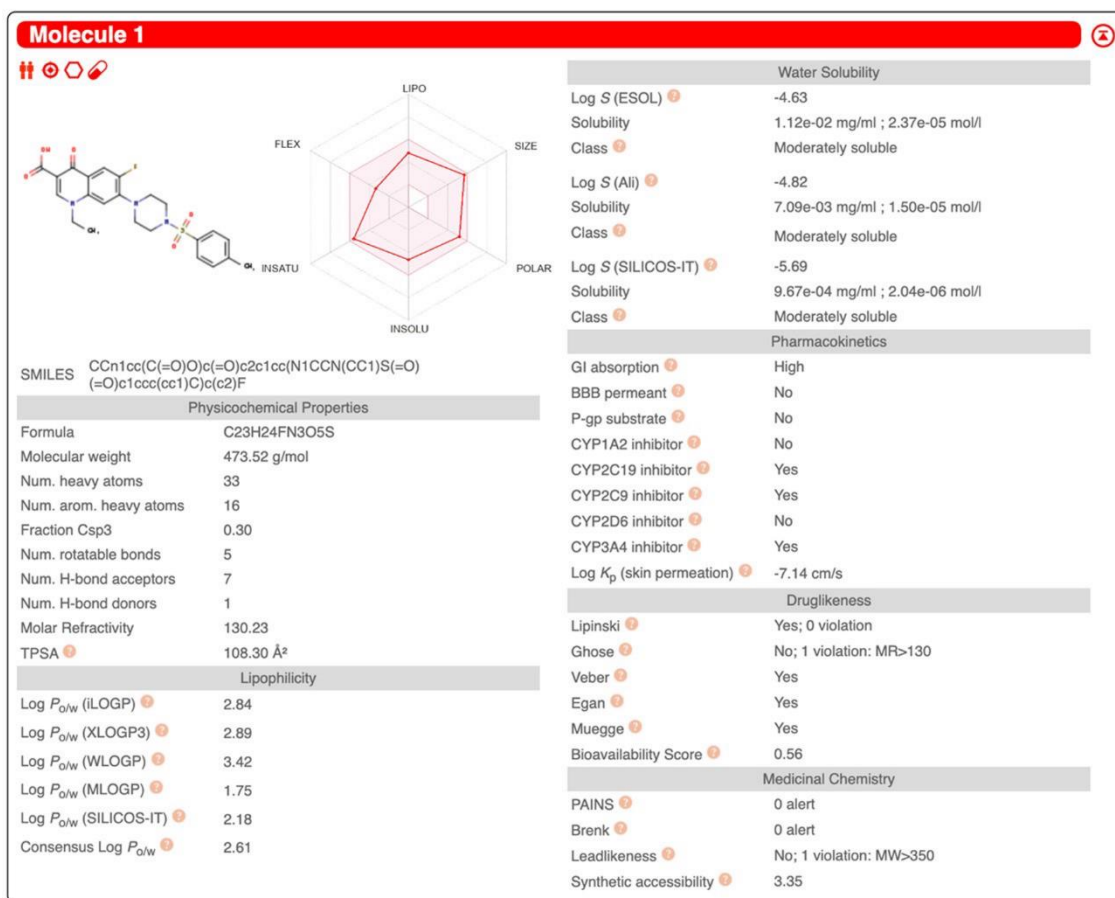 Molecule 1
LIPO
FLEX
SIZE
INSATU
POLAR
INSOLU
SMILES CCn1cc(C(=O)O)c(=O)c2c1cc(N1CCN(CC1)S(=O)
(=O)c1ccc(cc1)C)c(c2)F
Physicochemical Properties
Formula C23H24FN3O5S
Molecular weight 473.52 g/mol
Num. heavy atoms 33
Num. arom. heavy atoms 16
Fraction Csp3 0.30
Num. rotatable bonds 5
Num. H-bond acceptors 7
Num. H-bond donors 1
Molar Refractivity 130.23
TPSA ? 108.30 Å²
Lipophilicity
Log Po/w (iLOGP) ? 2.84
Log Po/w (XLOGP3) ? 2.89
Log Po/w (WLOGP) ? 3.42
Log Po/w (MLOGP) ? 1.75
Log Po/w (SILICOS-IT) ? 2.18
Consensus Log Po/w ? 2.61
Water Solubility
Log S (ESOL) ? -4.63
Solubility 1.12e-02 mg/ml ; 2.37e-05 mol/l
Class ? Moderately soluble
Log S (Ali) ? -4.82
Solubility 7.09e-03 mg/ml ; 1.50e-05 mol/l
Class ? Moderately soluble
Log S (SILICOS-IT) ? -5.69
Solubility 9.67e-04 mg/ml ; 2.04e-06 mol/l
Class ? Moderately soluble
Pharmacokinetics
GI absorption ? High
BBB permeant ? No
P-gp substrate ? No
CYP1A2 inhibitor ? No
CYP2C19 inhibitor ? Yes
CYP2C9 inhibitor ? Yes
CYP2D6 inhibitor ? No
CYP3A4 inhibitor ? Yes
Log Kp (skin permeation) ? -7.14 cm/s
Druglikeness
Lipinski ? Yes; 0 violation
Ghose ? No; 1 violation: MR>130
Veber ? Yes
Egan ? Yes
Muegge ? Yes
Bioavailability Score ? 0.56
Medicinal Chemistry
PAINS ? 0 alert
Brenk ? 0 alert
Leadlikeness ? No; 1 violation: MW>350
Synthetic accessibility ? 3.35